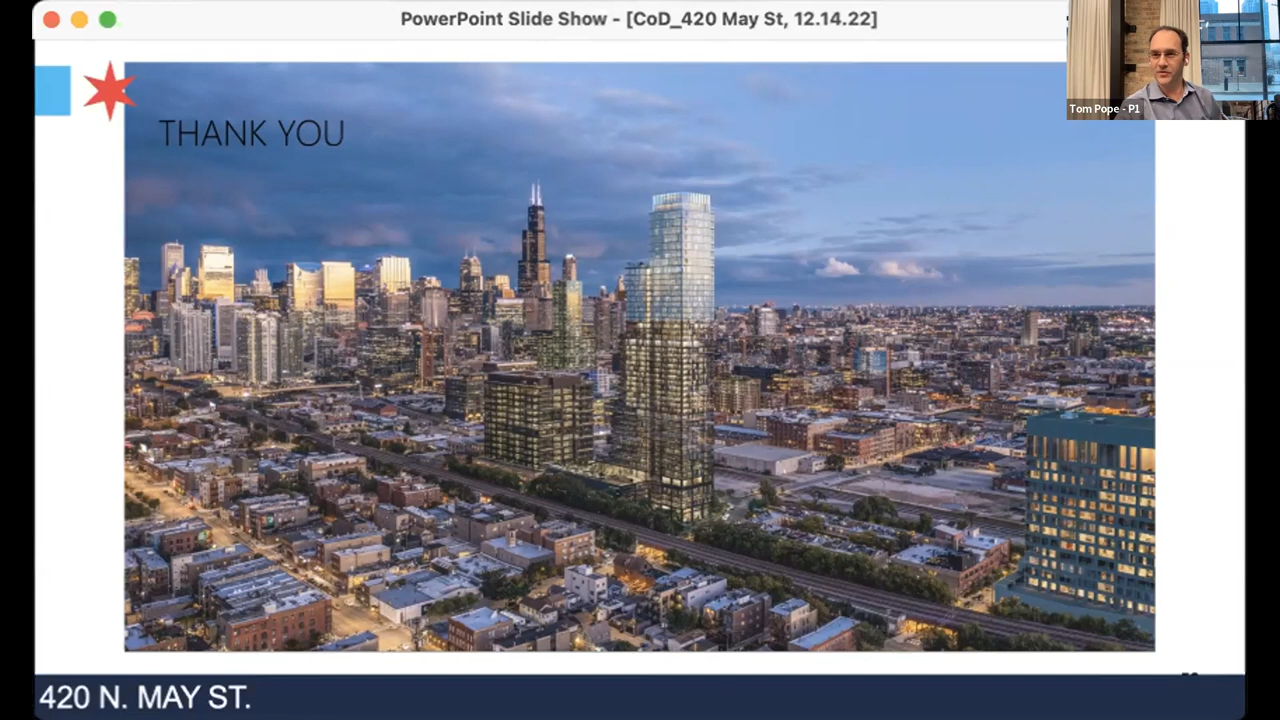 PowerPoint Slide Show - [CoD_420 May St, 12.14.22]
Tom Pope - P1
THANK YOU
420 N. MAY ST.